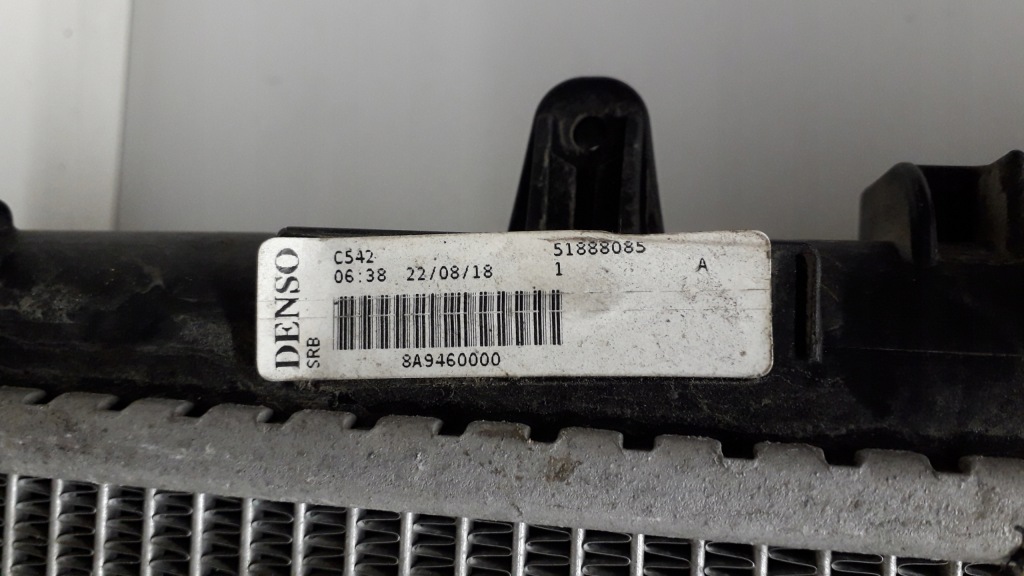 DENSO
SRB
C542 51888085
06:38 22/08/18 1 A
8A9460000